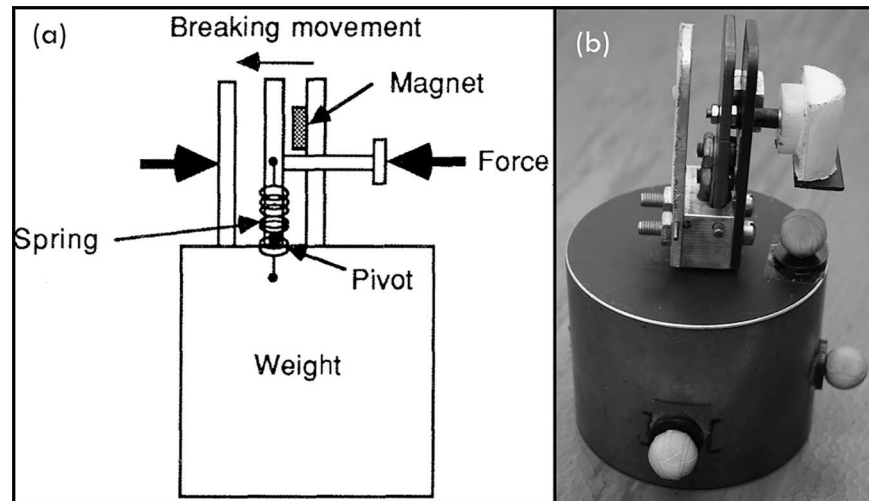 (a)
Breaking movement
Magnet
Force
Spring
Pivot
Weight
(b)